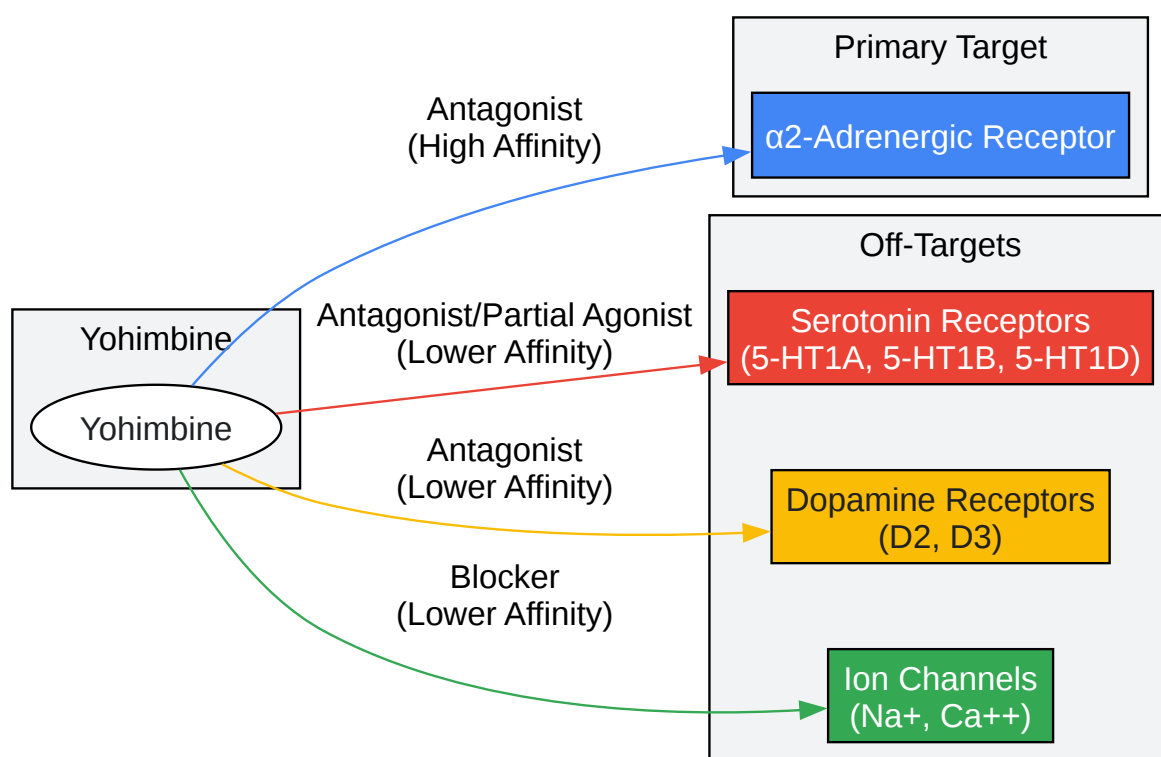 Primary Target
α2-Adrenergic Receptor
Antagonist
(High Affinity)
Off-Targets
Serotonin Receptors
(5-HT1A, 5-HT1B, 5-HT1D)
Antagonist/Partial Agonist
(Lower Affinity)
Yohimbine
Yohimbine
Antagonist
(Lower Affinity)
Dopamine Receptors
(D2, D3)
Blocker
(Lower Affinity)
Ion Channels
(Na+, Ca++)